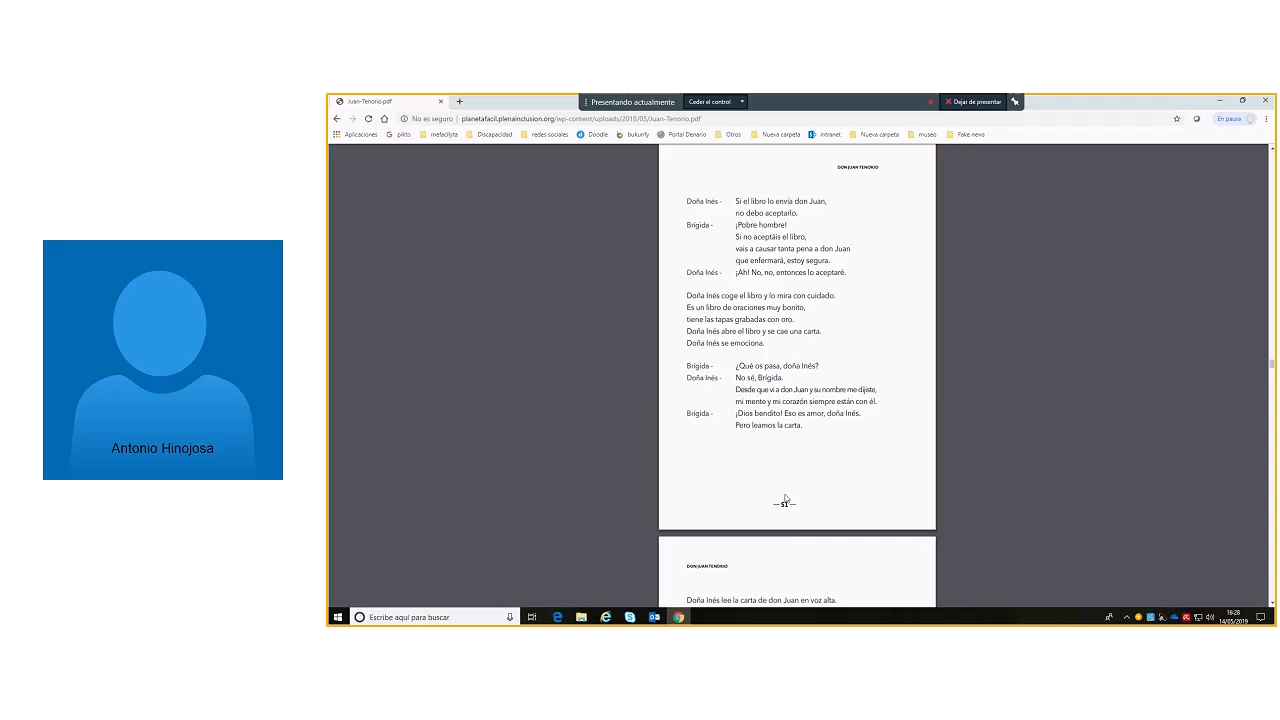 Juan-Tenorio.pdf
Presentando actualmente
Ceder el control
Dejar de presentar
No es seguro
planetafacil.plenainclusion.org/wp-content/uploads/2018/05/Juan-Tenorio.pdf
En pausa
Aplicaciones
piikto
mefacilyta
Discapacidad
redes sociales
Doodle
bukunfy
Portal Denario
Otros
Nueva carpeta
intranet
Nueva carpeta
museo
Fake news
DON JUAN TENORIO
Doña Inés - Si el libro lo envía don Juan,
no debo aceptarlo.
Brígida - ¡Pobre hombre!
Si no aceptáis el libro,
vais a causar tanta pena a don Juan
que enfermará, estoy segura.
Doña Inés - ¡Ah! No, no, entonces lo aceptaré.
Doña Inés coge el libro y lo mira con cuidado.
Es un libro de oraciones muy bonito,
tiene las tapas grabadas con oro.
Doña Inés abre el libro y se cae una carta.
Doña Inés se emociona.
Brígida - ¿Qué os pasa, doña Inés?
Doña Inés - No sé, Brígida.
Desde que vi a don Juan y su nombre me dijiste,
mi mente y mi corazón siempre están con él.
Brígida - ¡Dios bendito! Eso es amor, doña Inés.
Pero leamos la carta.
— 51 —
DON JUAN TENORIO
Doña Inés lee la carta de don Juan en voz alta.
Antonio Hinojosa
Escribe aquí para buscar
16:28
14/05/2019